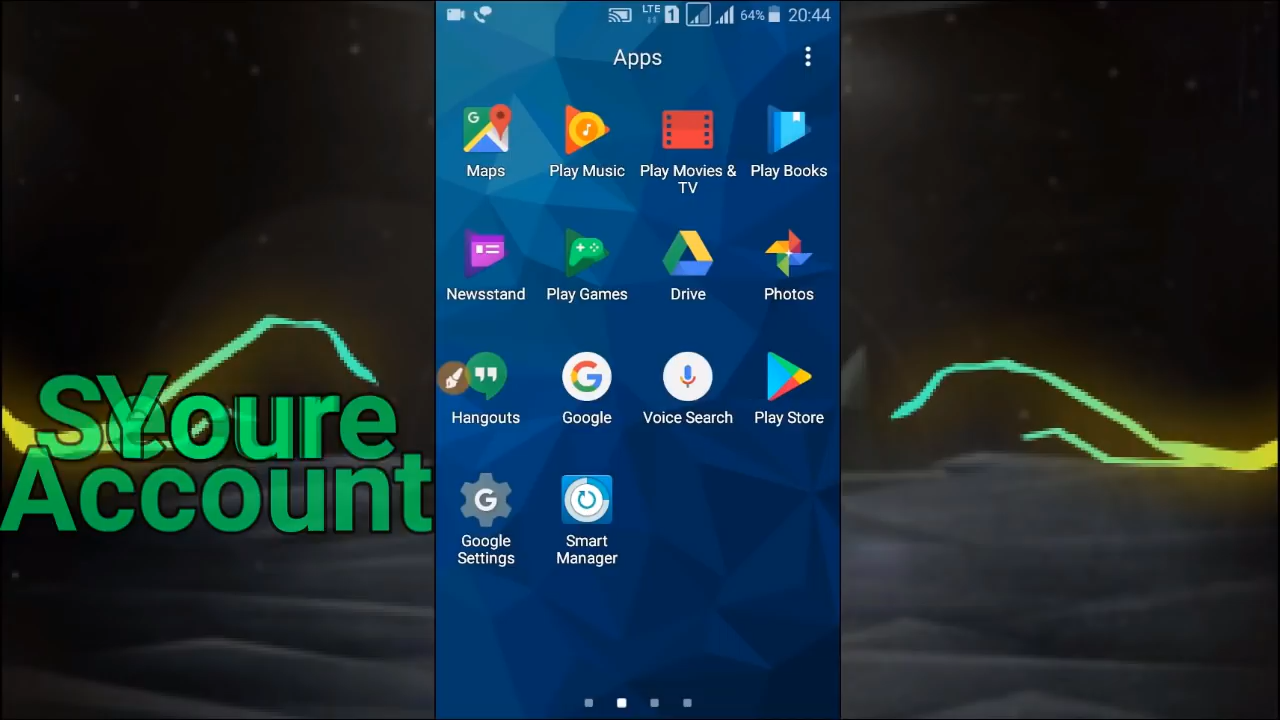 LTE 1 64% 20:44
Apps
G
Maps Play Music Play Movies & TV Play Books
Newsstand Play Games Drive Photos
Hangouts Google Voice Search Play Store
Google Settings Smart Manager
Account